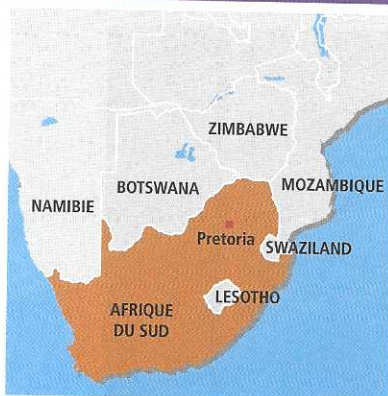 ZIMBABWE
BOTSWANA
MOZAMBIQUE
NAMIBIE
Pretoria
SWAZILAND
LESOTHO
AFRIQUE
DU SUD